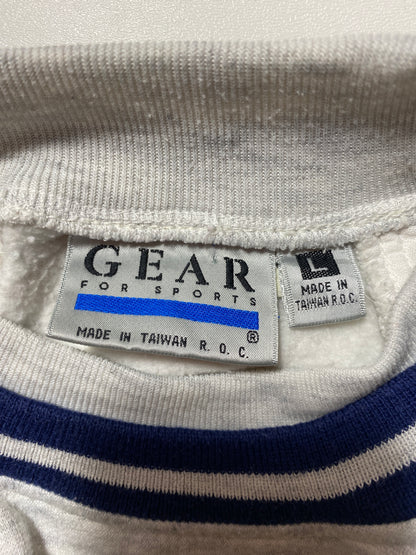 GEAR
FOR SPORTS
®
MADE IN TAIWAN R. O. C.
L
MADE IN
TAIWAN R.O.C.